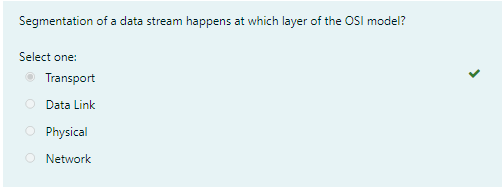 Segmentation of a data stream happens at which layer of the OSI model?
Select one:
Transport
Data Link
Physical
Network